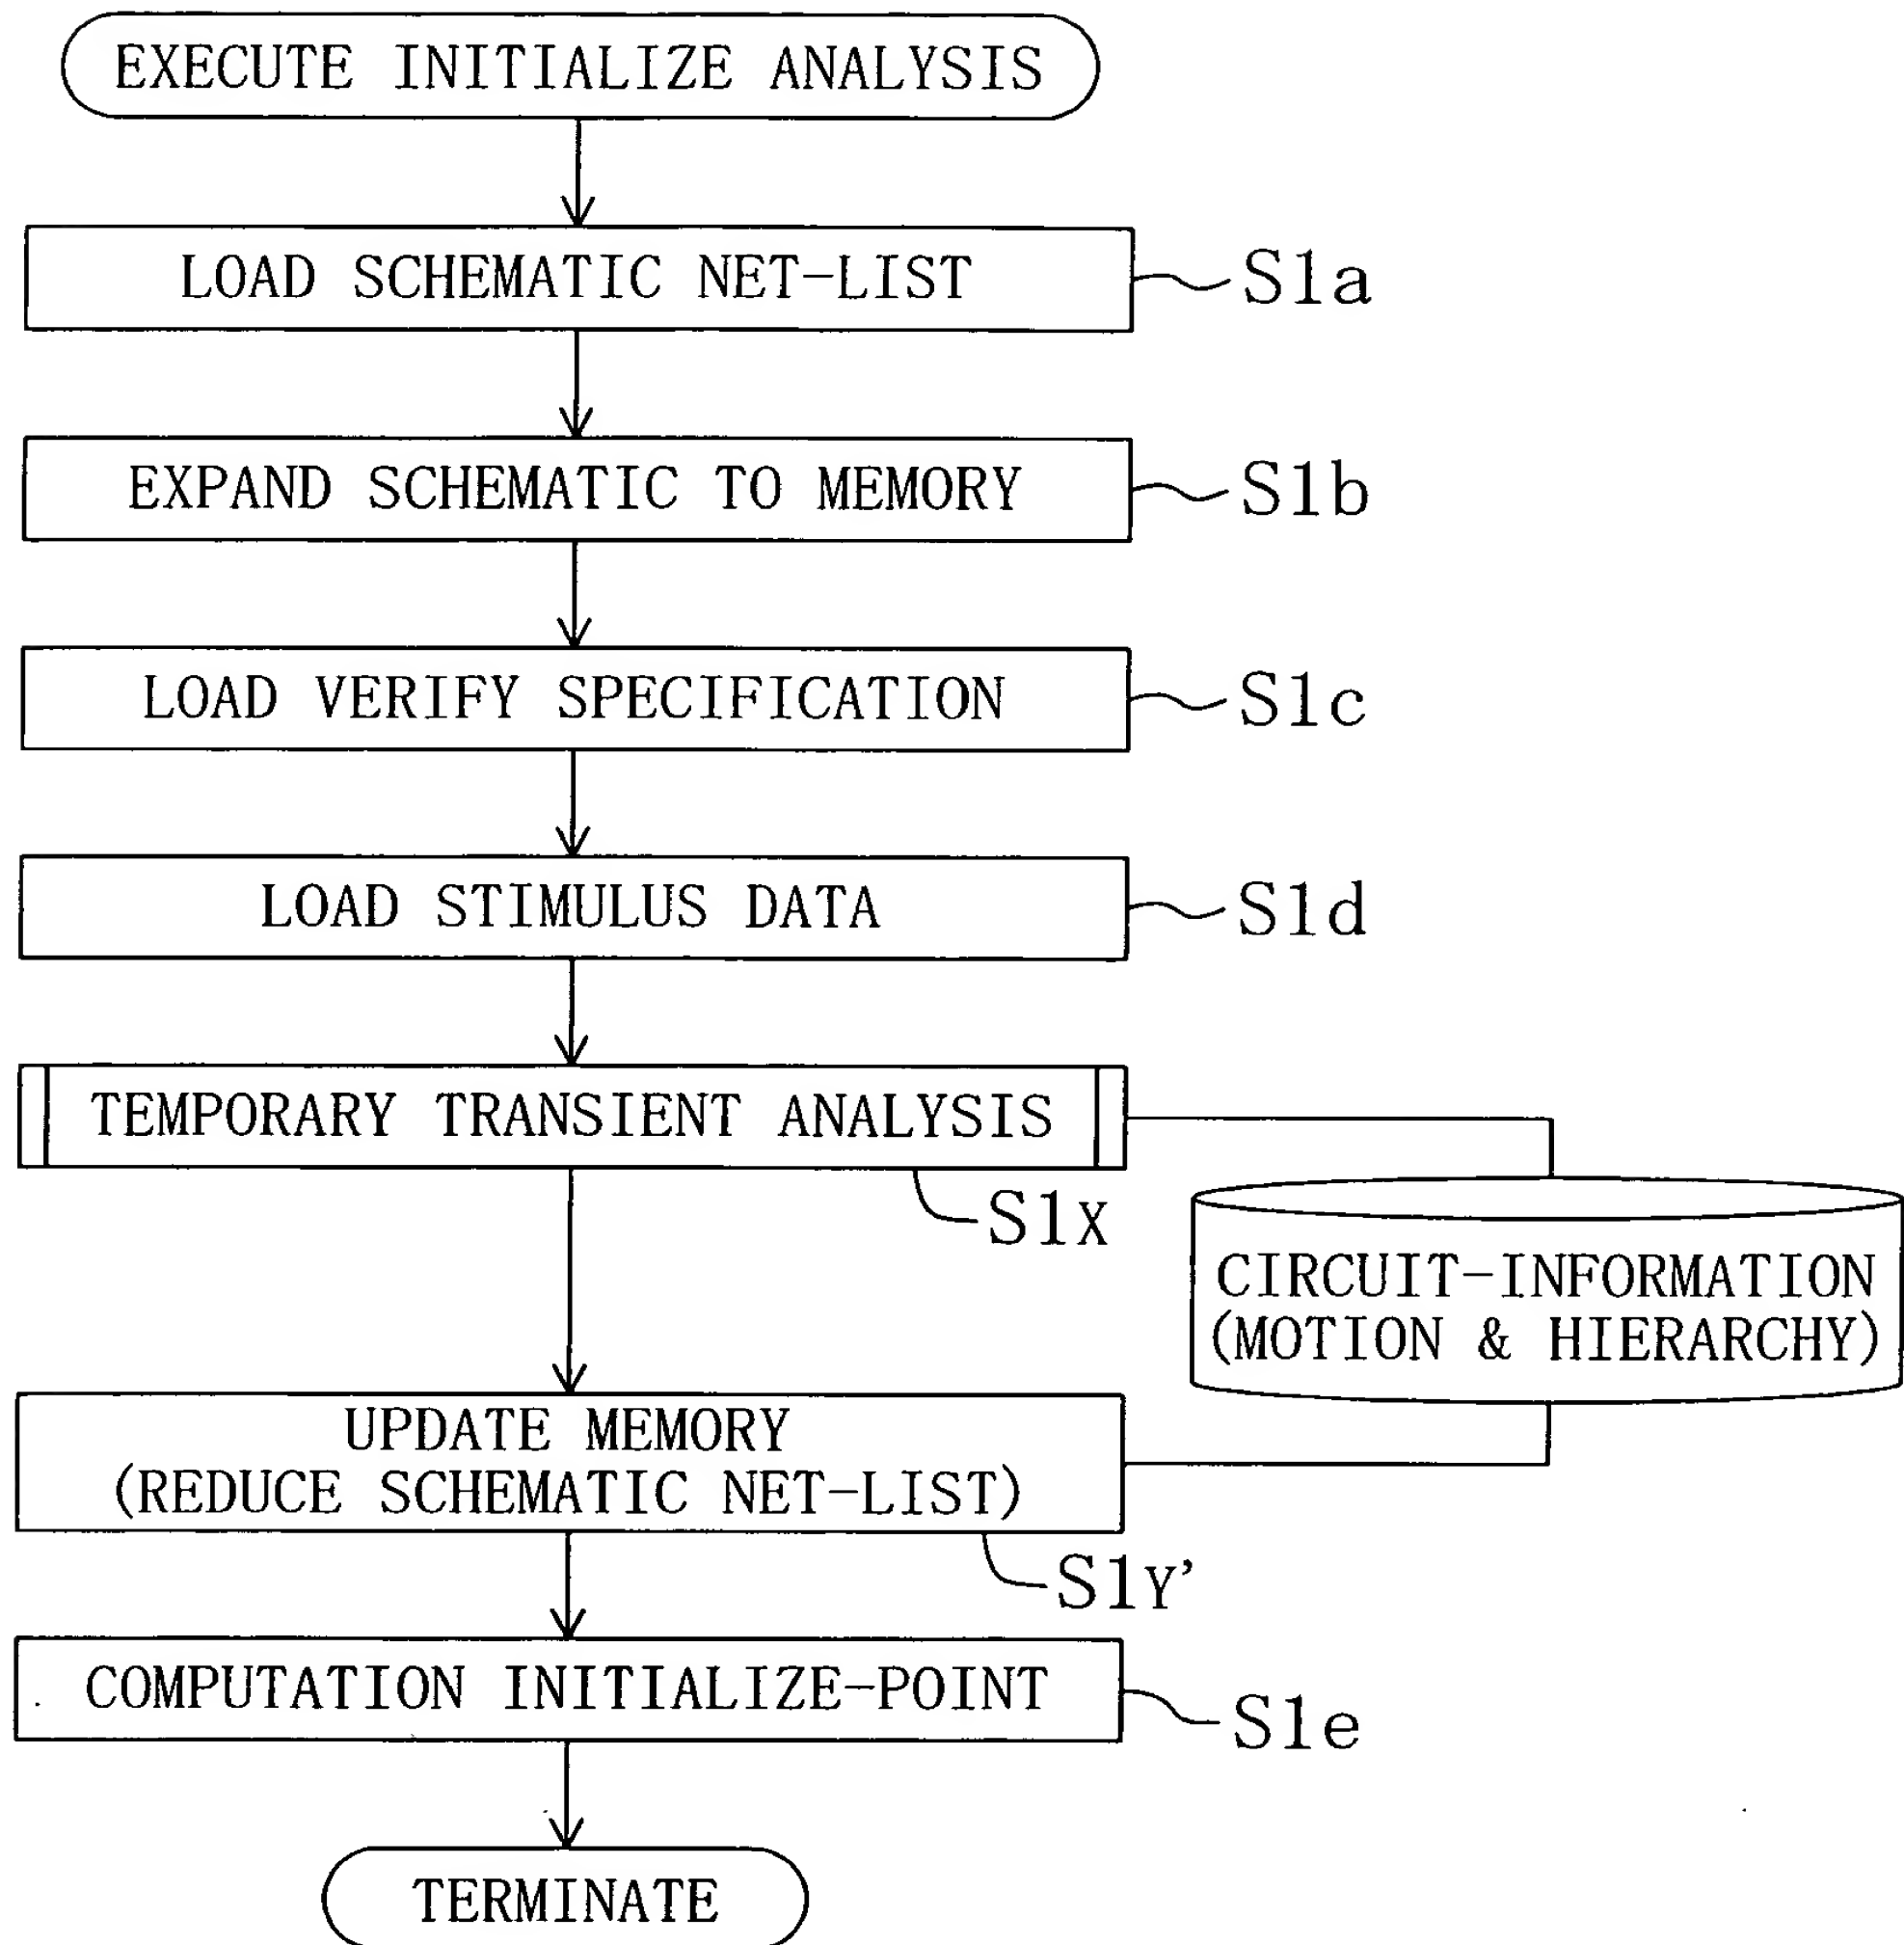 EXECUTE INITIALIZE ANALYSIS
LOAD SCHEMATIC NET-LIST
S1a
EXPAND SCHEMATIC TO MEMORY
S1b
LOAD VERIFY SPECIFICATION
S1c
LOAD STIMULUS DATA
S1d
TEMPORARY TRANSIENT ANALYSIS
S1X
CIRCUIT-INFORMATION
(MOTION & HIERARCHY)
UPDATE MEMORY
(REDUCE SCHEMATIC NET-LIST)
S1Y'
COMPUTATION INITIALIZE-POINT
S1e
TERMINATE